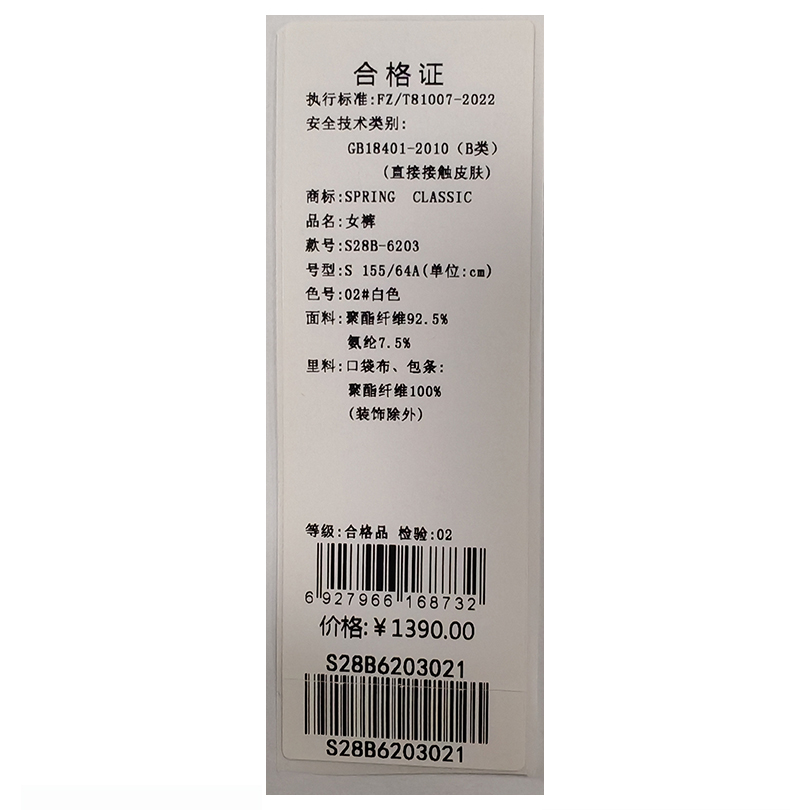 合格证
执行标准:FZ/T81007-2022
安全技术类别:
GB18401-2010（B类）
(直接接触皮肤)
商标:SPRING CLASSIC
品名:女裤
款号:S28B-6203
号型:S 155/64A(单位:cm)
色号:02#白色
面料:聚酯纤维92.5%
氨纶7.5%
里料:口袋布、包条:
聚酯纤维100%
(装饰除外)
等级:合格品 检验:02
6 927966 168732
价格:￥1390.00
S28B6203021
S28B6203021